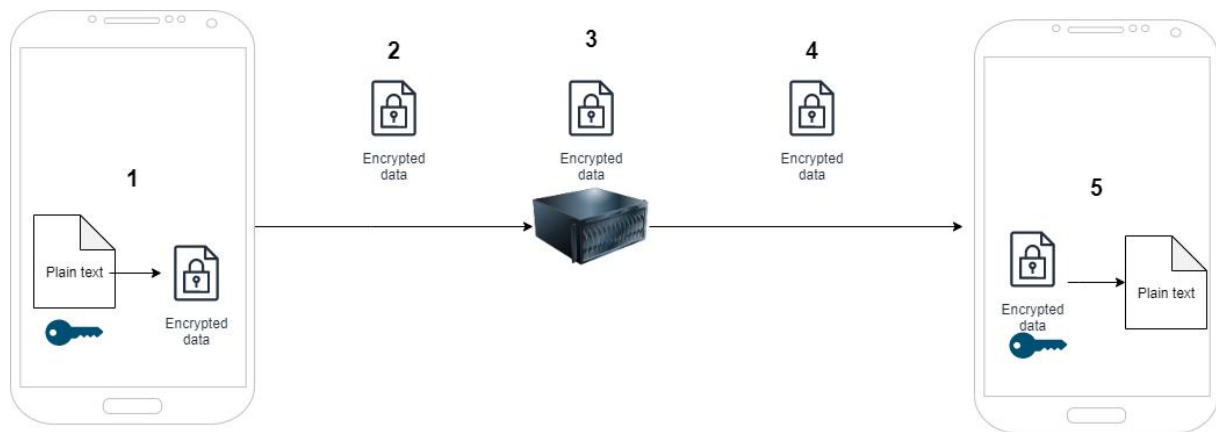 1
Plain text
Encrypted
data
2
Encrypted
data
3
Encrypted
data
4
Encrypted
data
5
Encrypted
data
Plain text